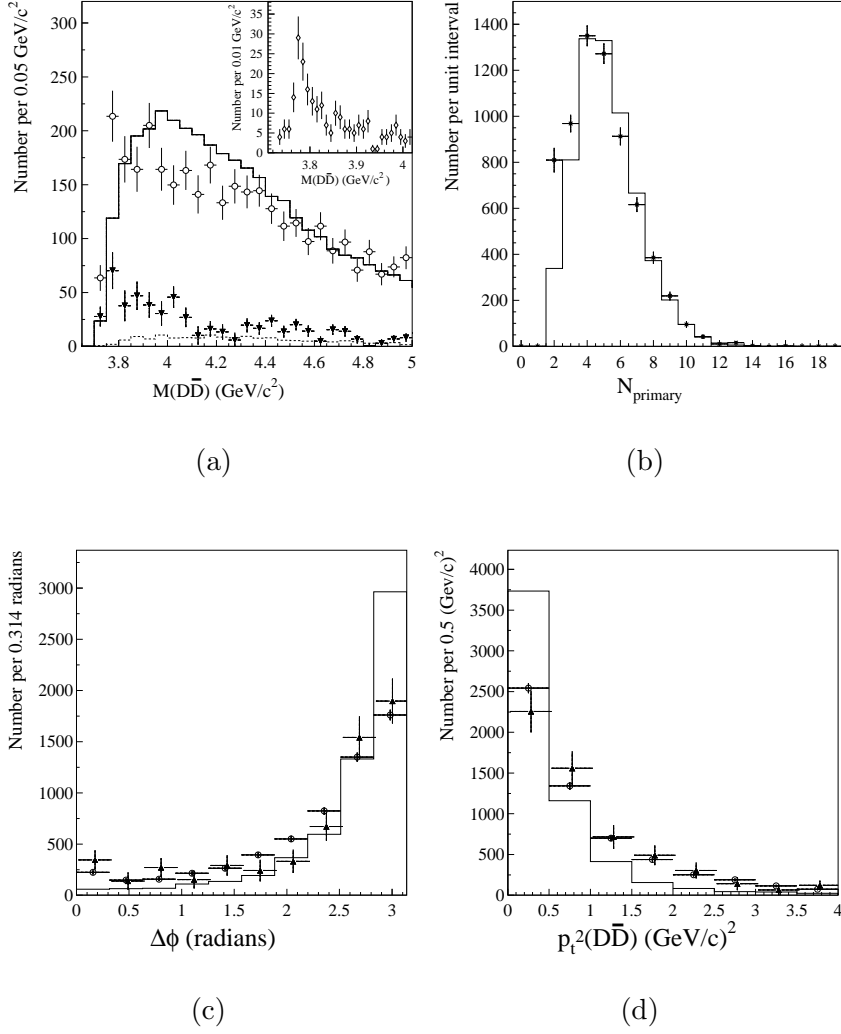 Number per 0.05 GeV/c²
300
250
200
150
100
50
0
3.8
4
4.2
4.4
4.6
4.8
5
M(DD̅) (GeV/c²)
Number per 0.01 GeV/c²
35
30
25
20
15
10
5
0
3.8
3.9
4
M(DD̅) (GeV/c²)
(a)
Number per unit interval
1400
1200
1000
800
600
400
200
0
0 2 4 6 8 10 12 14 16 18
N_primary
(b)
Number per 0.314 radians
3000
2500
2000
1500
1000
500
0
0 0.5 1 1.5 2 2.5 3
Δϕ (radians)
(c)
Number per 0.5 (Gev/c)²
4000
3500
3000
2500
2000
1500
1000
500
0
0 0.5 1 1.5 2 2.5 3 3.5 4
p_t²(DD̅) (GeV/c)²
(d)